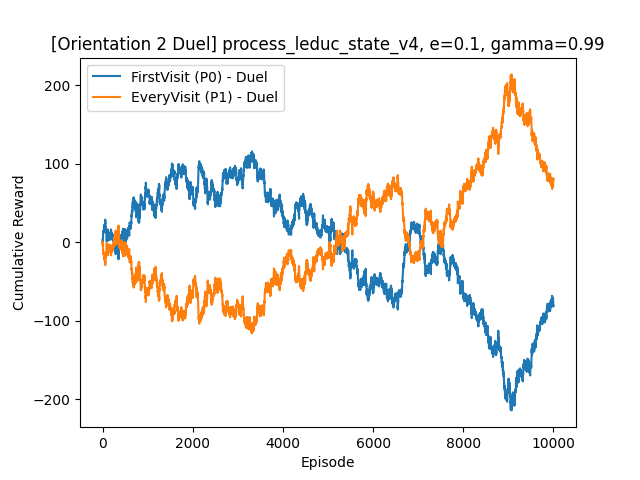 [Orientation 2 Duel] process_leduc_state_v4, e=0.1, gamma=0.99
FirstVisit (P0) - Duel
EveryVisit (P1) - Duel
Cumulative Reward
200
100
0
−100
−200
0 2000 4000 6000 8000 10000
Episode